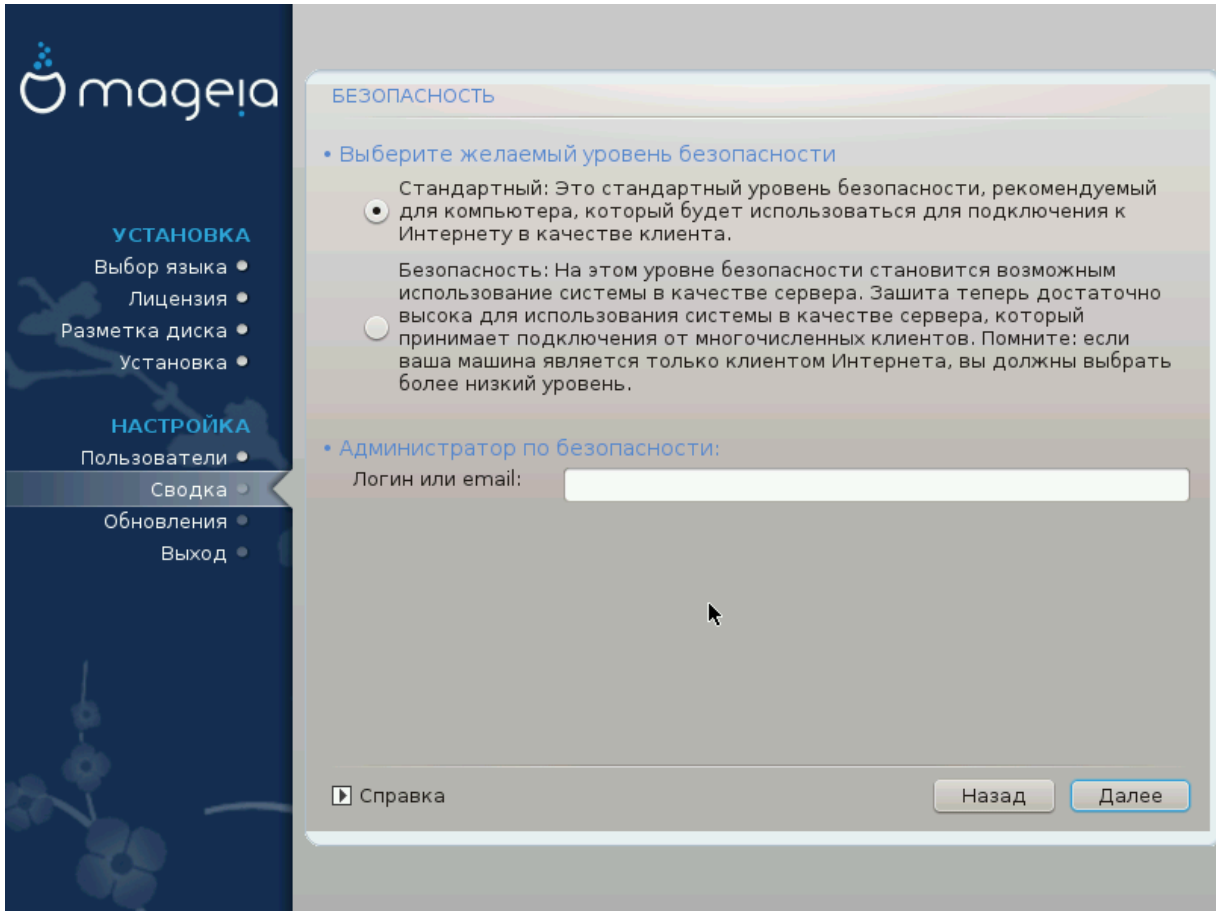 mageia
УСТАНОВКА
Выбор языка
Лицензия
Разметка диска
Установка
НАСТРОЙКА
Пользователи
Сводка
Обновления
Выход
БЕЗОПАСНОСТЬ
• Выберите желаемый уровень безопасности
Стандартный: Это стандартный уровень безопасности, рекомендуемый
для компьютера, который будет использоваться для подключения к
Интернету в качестве клиента.
Безопасность: На этом уровне безопасности становится возможным
использование системы в качестве сервера. Зашита теперь достаточно
высока для использования системы в качестве сервера, который
принимает подключения от многочисленных клиентов. Помните: если
ваша машина является только клиентом Интернета, вы должны выбрать
более низкий уровень.
• Администратор по безопасности:
Логин или email:
Справка
Назад
Далее